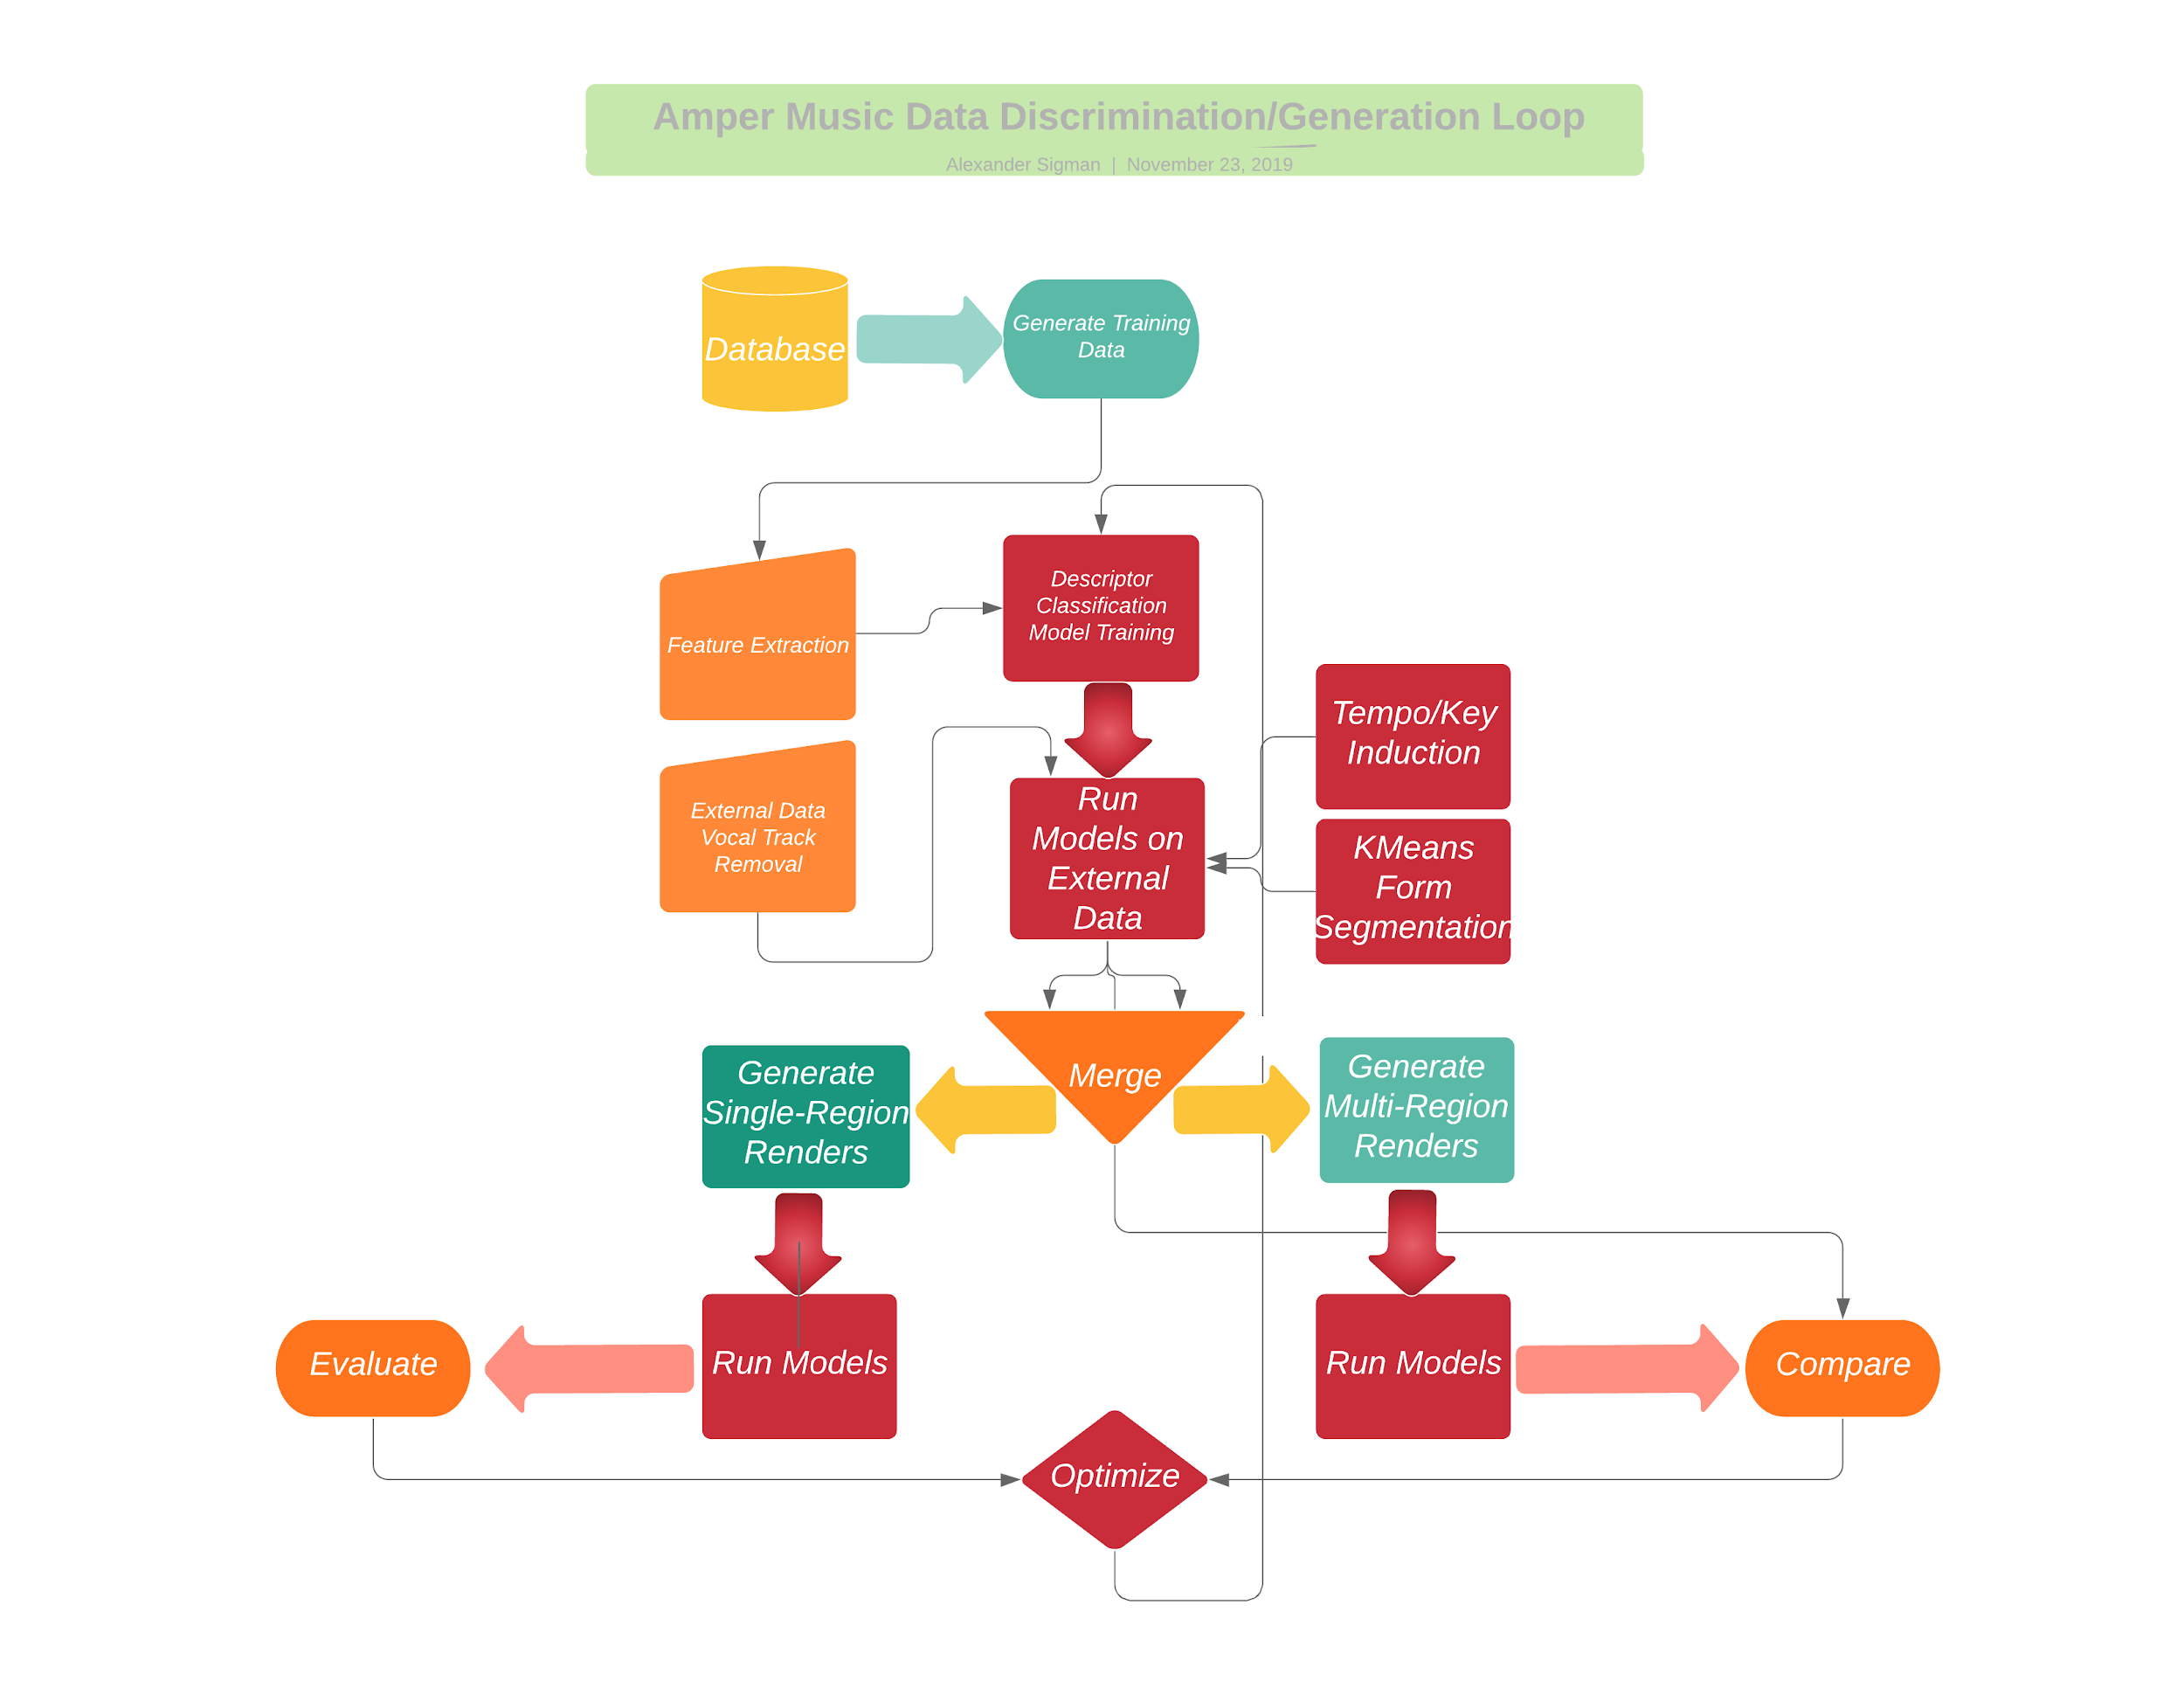 Amper Music Data Discrimination/Generation Loop
Alexander Sigman | November 23, 2019
Database
Generate Training
Data
Feature Extraction
Descriptor
Classification
Model Training
Tempo/Key
Induction
External Data
Vocal Track
Removal
Run
Models on
External
Data
KMeans
Form
Segmentation
Merge
Generate
Single-Region
Renders
Generate
Multi-Region
Renders
Evaluate
Run Models
Run Models
Compare
Optimize